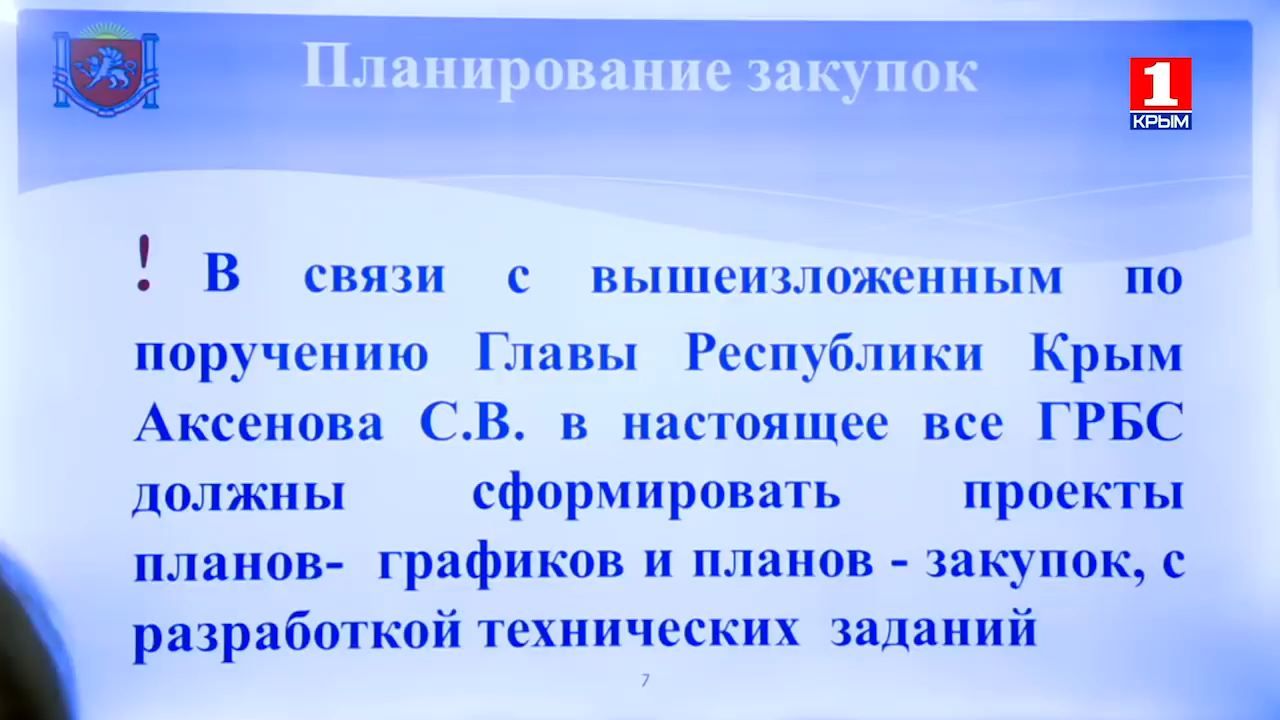 Планирование закупок
1
КРЫМ
! В связи с вышеизложенным по
поручению Главы Республики Крым
Аксенова С.В. в настоящее все ГРБС
должны сформировать проекты
планов- графиков и планов - закупок, с
разработкой технических заданий
7